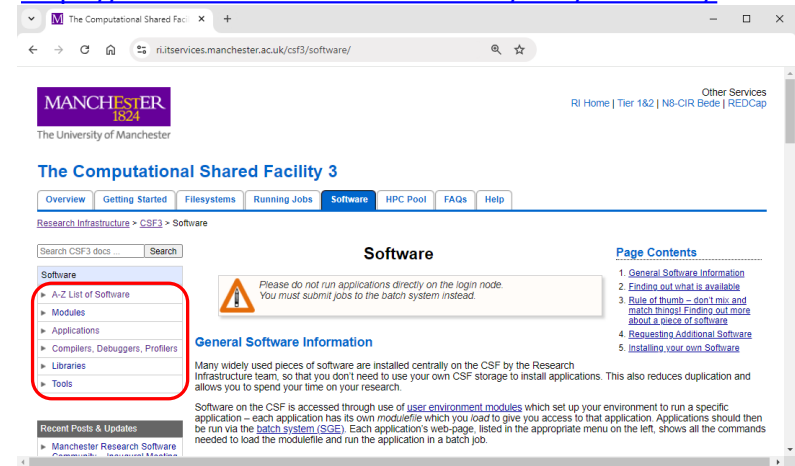 The Computational Shared Faci
ri.itservices.manchester.ac.uk/csf3/software/
MANCHESTER
1824
The University of Manchester
Other Services
RI Home | Tier 1&2 | N8-CIR Bede | REDCap
The Computational Shared Facility 3
Overview
Getting Started
Filesystems
Running Jobs
Software
HPC Pool
FAQs
Help
Research Infrastructure > CSF3 > Software
Search CSF3 docs ...
Search
Software
A-Z List of Software
Modules
Applications
Compilers, Debuggers, Profilers
Libraries
Tools
Recent Posts & Updates
Manchester Research Software
Community – Inaugural Meeting
Software
Please do not run applications directly on the login node.
You must submit jobs to the batch system instead.
General Software Information
Many widely used pieces of software are installed centrally on the CSF by the Research
Infrastructure team, so that you don't need to use your own CSF storage to install applications. This also reduces duplication and
allows you to spend your time on your research.
Software on the CSF is accessed through use of user environment modules which set up your environment to run a specific
application – each application has its own modulefile which you load to give you access to that application. Applications should then
be run via the batch system (SGE). Each application's web-page, listed in the appropriate menu on the left, shows all the commands
needed to load the modulefile and run the application in a batch job.
Page Contents
1. General Software Information
2. Finding out what is available
3. Rule of thumb – don't mix and
match things! Finding out more
about a piece of software
4. Requesting Additional Software
5. Installing your own Software